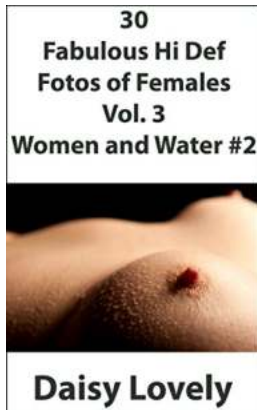 30
Fabulous Hi Def
Fotos of Females
Vol. 3
Women and Water #2
Daisy Lovely